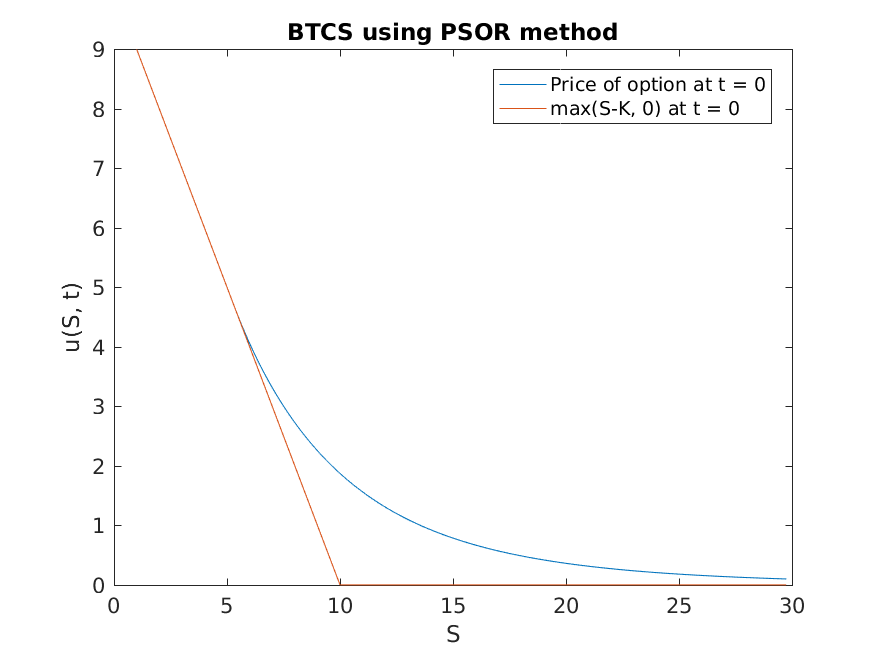 BTCS using PSOR method
Price of option at t = 0
max(S-K, 0) at t = 0
u(S, t)
9
8
7
6
5
4
3
2
1
0
0 5 10 15 20 25 30
S